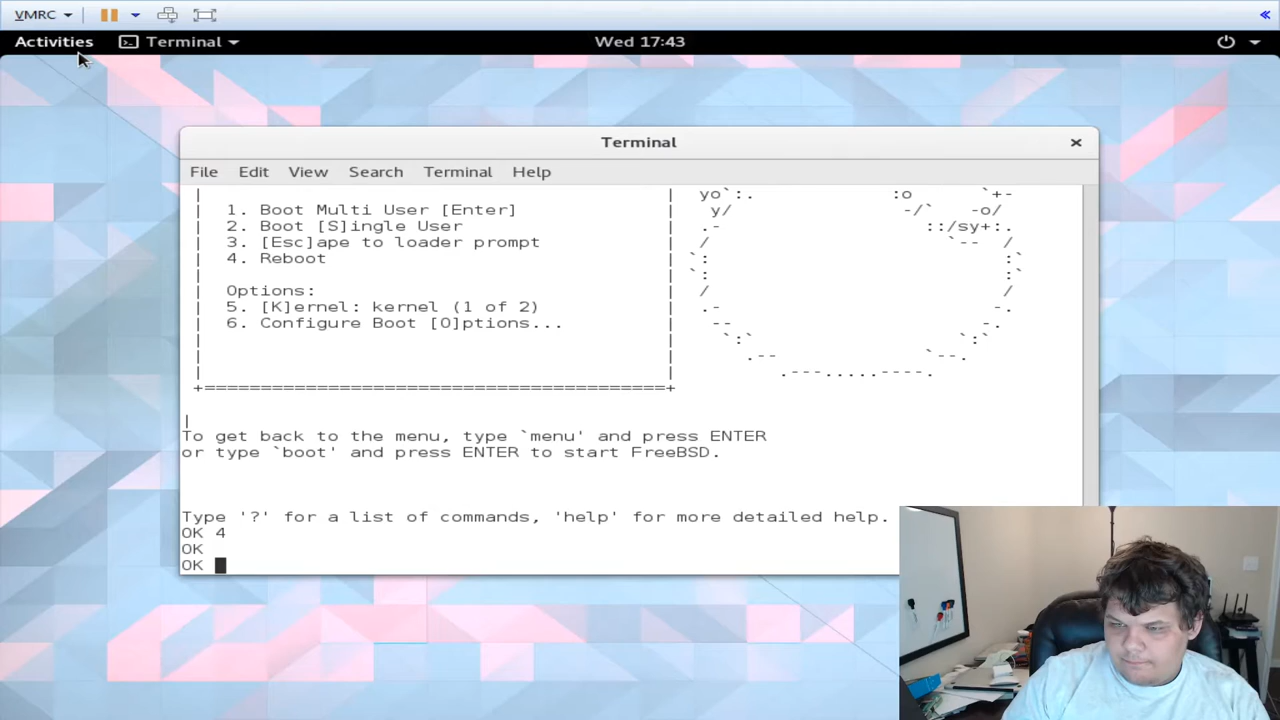 VMRC
Activities Terminal Wed 17:43
Terminal
File Edit View Search Terminal Help
| | yo`:. :o `+-
| 1. Boot Multi User [Enter] | y/ -/` -o/
| 2. Boot [S]ingle User | .- ::/sy+:.
| 3. [Esc]ape to loader prompt | / `-- /
| 4. Reboot | `: :`
| | `: :`
| Options: | / /
| 5. [K]ernel: kernel (1 of 2) | .- -.
| 6. Configure Boot [O]ptions... | -- -.
| | `:` `:`
| | .-- `--.
| | .---.....----.
+=========================================+
|
To get back to the menu, type `menu' and press ENTER
or type `boot' and press ENTER to start FreeBSD.
Type '?' for a list of commands, 'help' for more detailed help.
OK 4
OK
OK